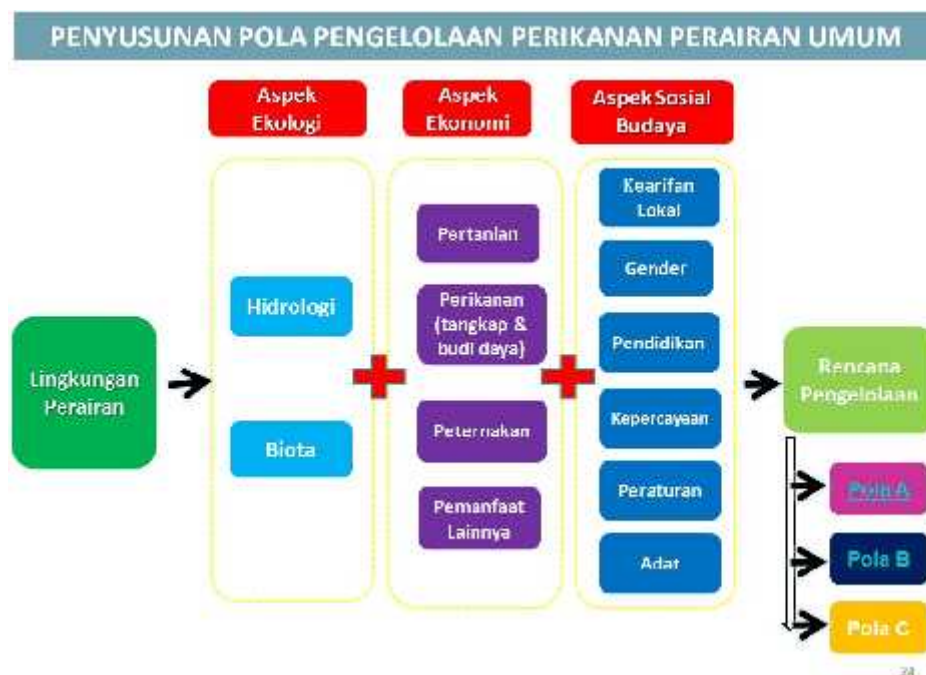 PENYUSUNAN POLA PENGELOLAAN PERIKANAN PERAIRAN UMUM
Aspek
Ekologi
Aspek
Ekonomi
Aspek Sosial
Budaya
Lingkungan
Perairan
Hidrologi
Biota
Pertanian
Perikanan
(tangkap &
budi daya)
Peternakan
Pemanfaat
Lainnya
Kearifan
Lokal
Gender
Pendidikan
Kepercayaan
Peraturan
Adat
Rencana
Pengelolaan
Pola A
Pola B
Pola C